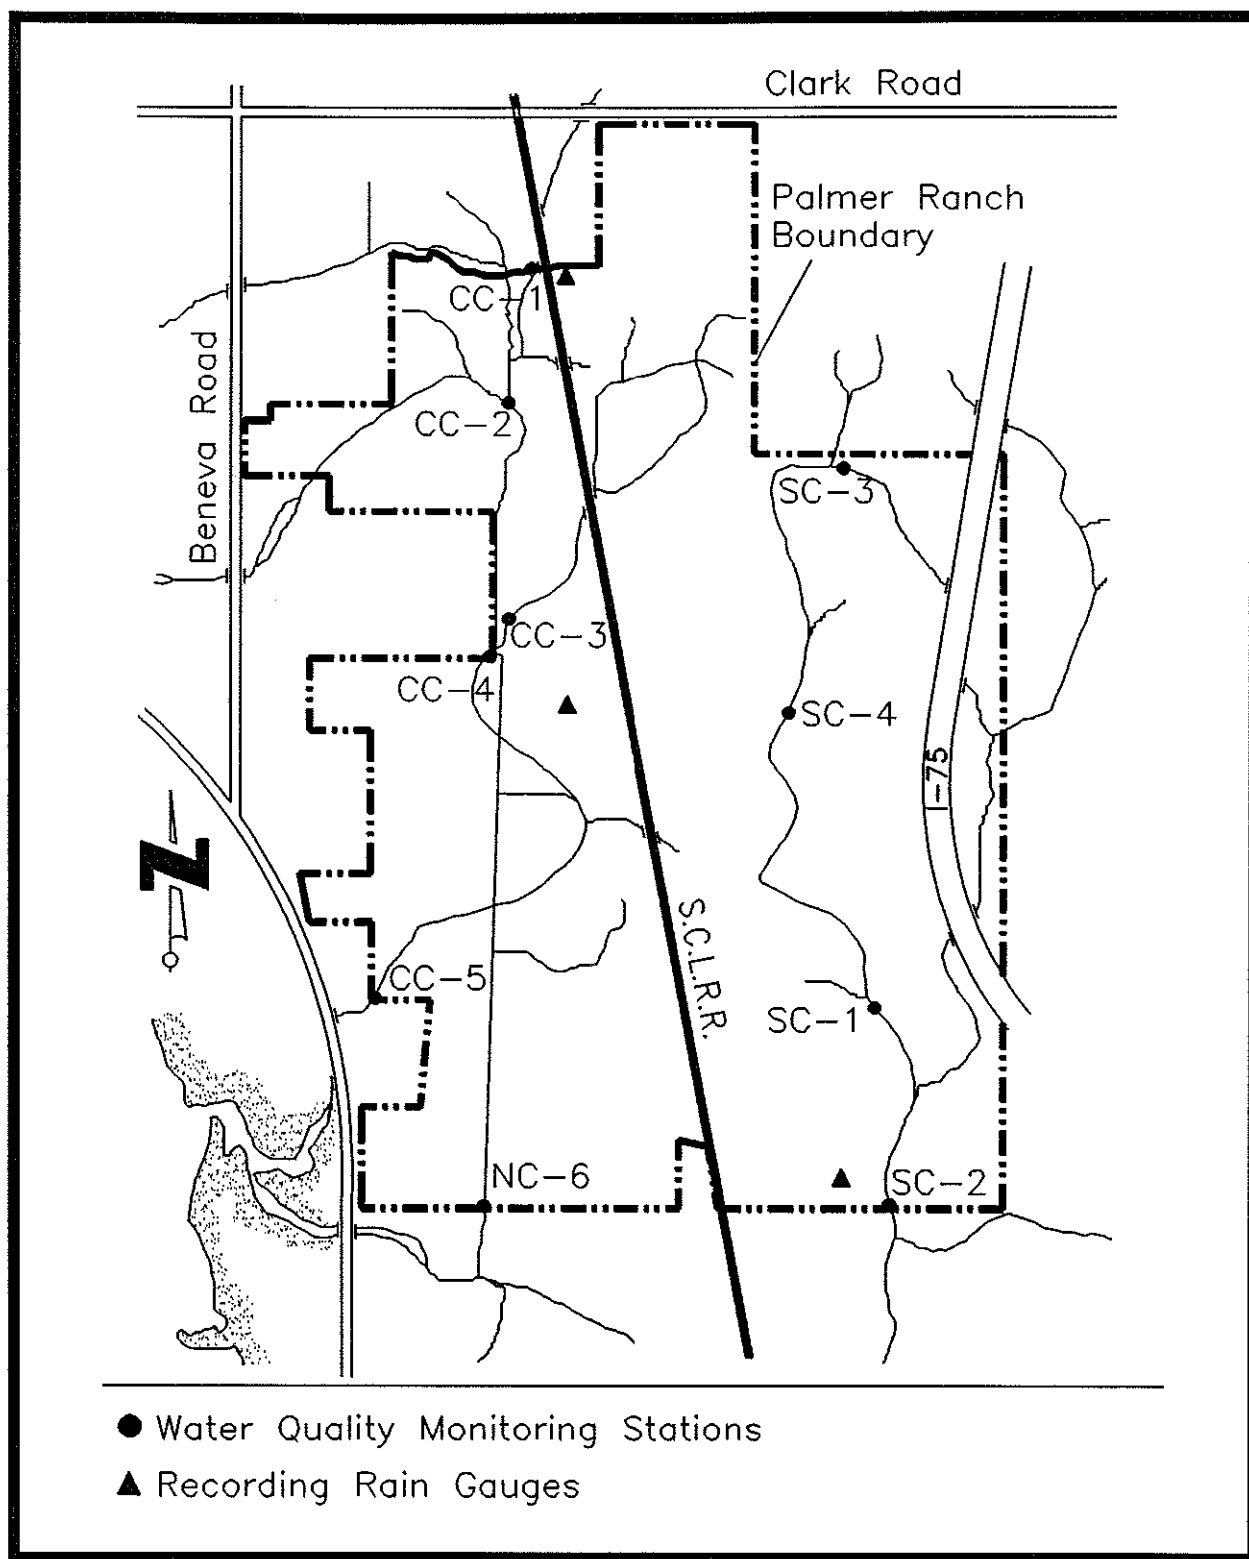 Clark Road
Palmer Ranch
Boundary
CC-1
Beneva Road
CC-2
SC-3
CC-3
CC-4
SC-4
I-75
S.C.L.R.R.
CC-5
SC-1
N
NC-6
SC-2
Water Quality Monitoring Stations
Recording Rain Gauges